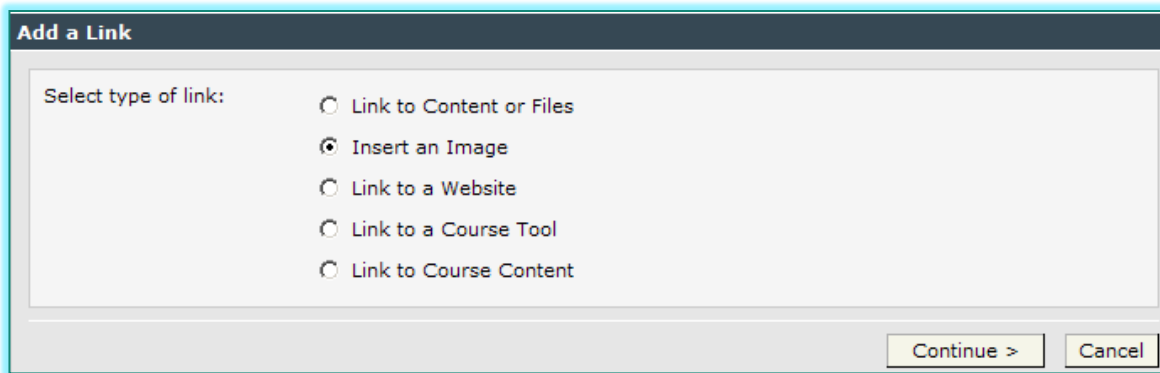 Add a Link
Select type of link:
Link to Content or Files
Insert an Image
Link to a Website
Link to a Course Tool
Link to Course Content
Continue >
Cancel